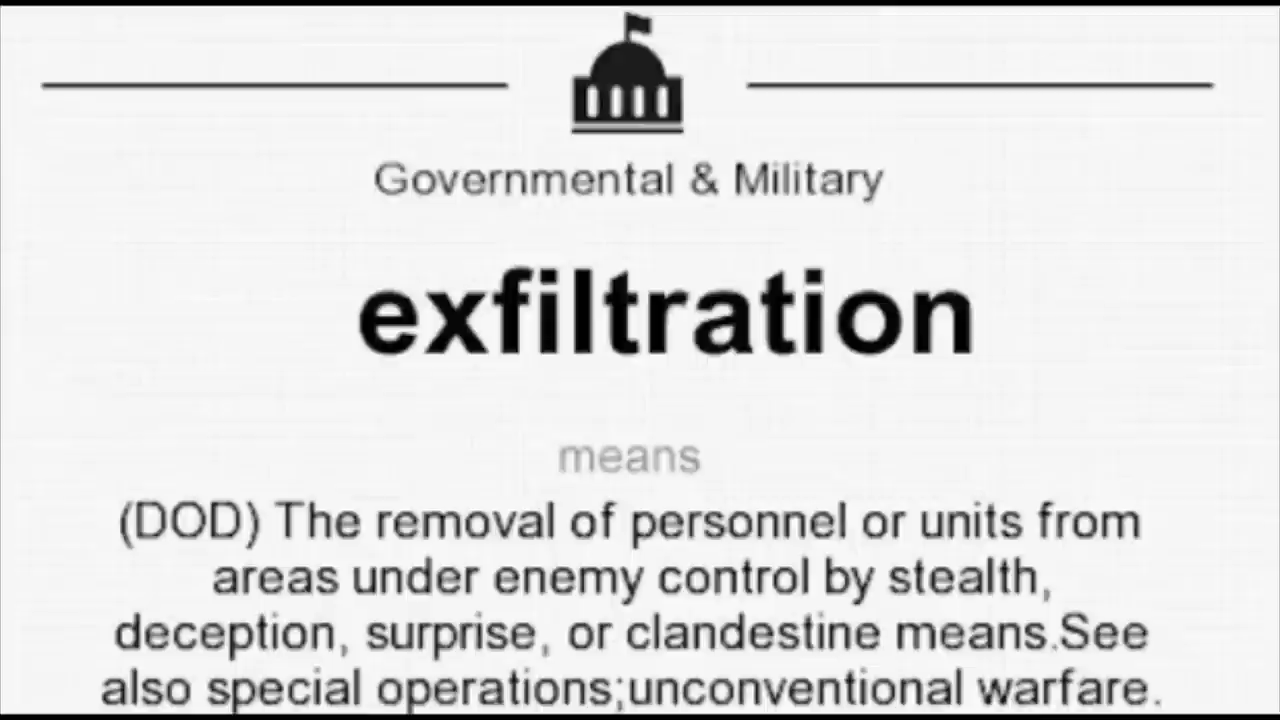 Governmental & Military
exfiltration
means
(DOD) The removal of personnel or units from
areas under enemy control by stealth,
deception, surprise, or clandestine means.See
also special operations;unconventional warfare.